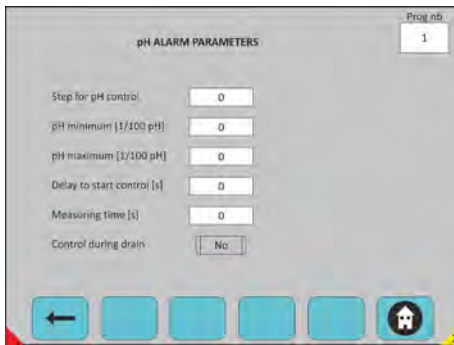 Prog nb
pH ALARM PARAMETERS
1
Step for pH control
0
pH minimum [1/100 pH]
0
pH maximum [1/100 pH]
0
Delay to start control [s]
0
Measuring time [s]
0
Control during drain
No